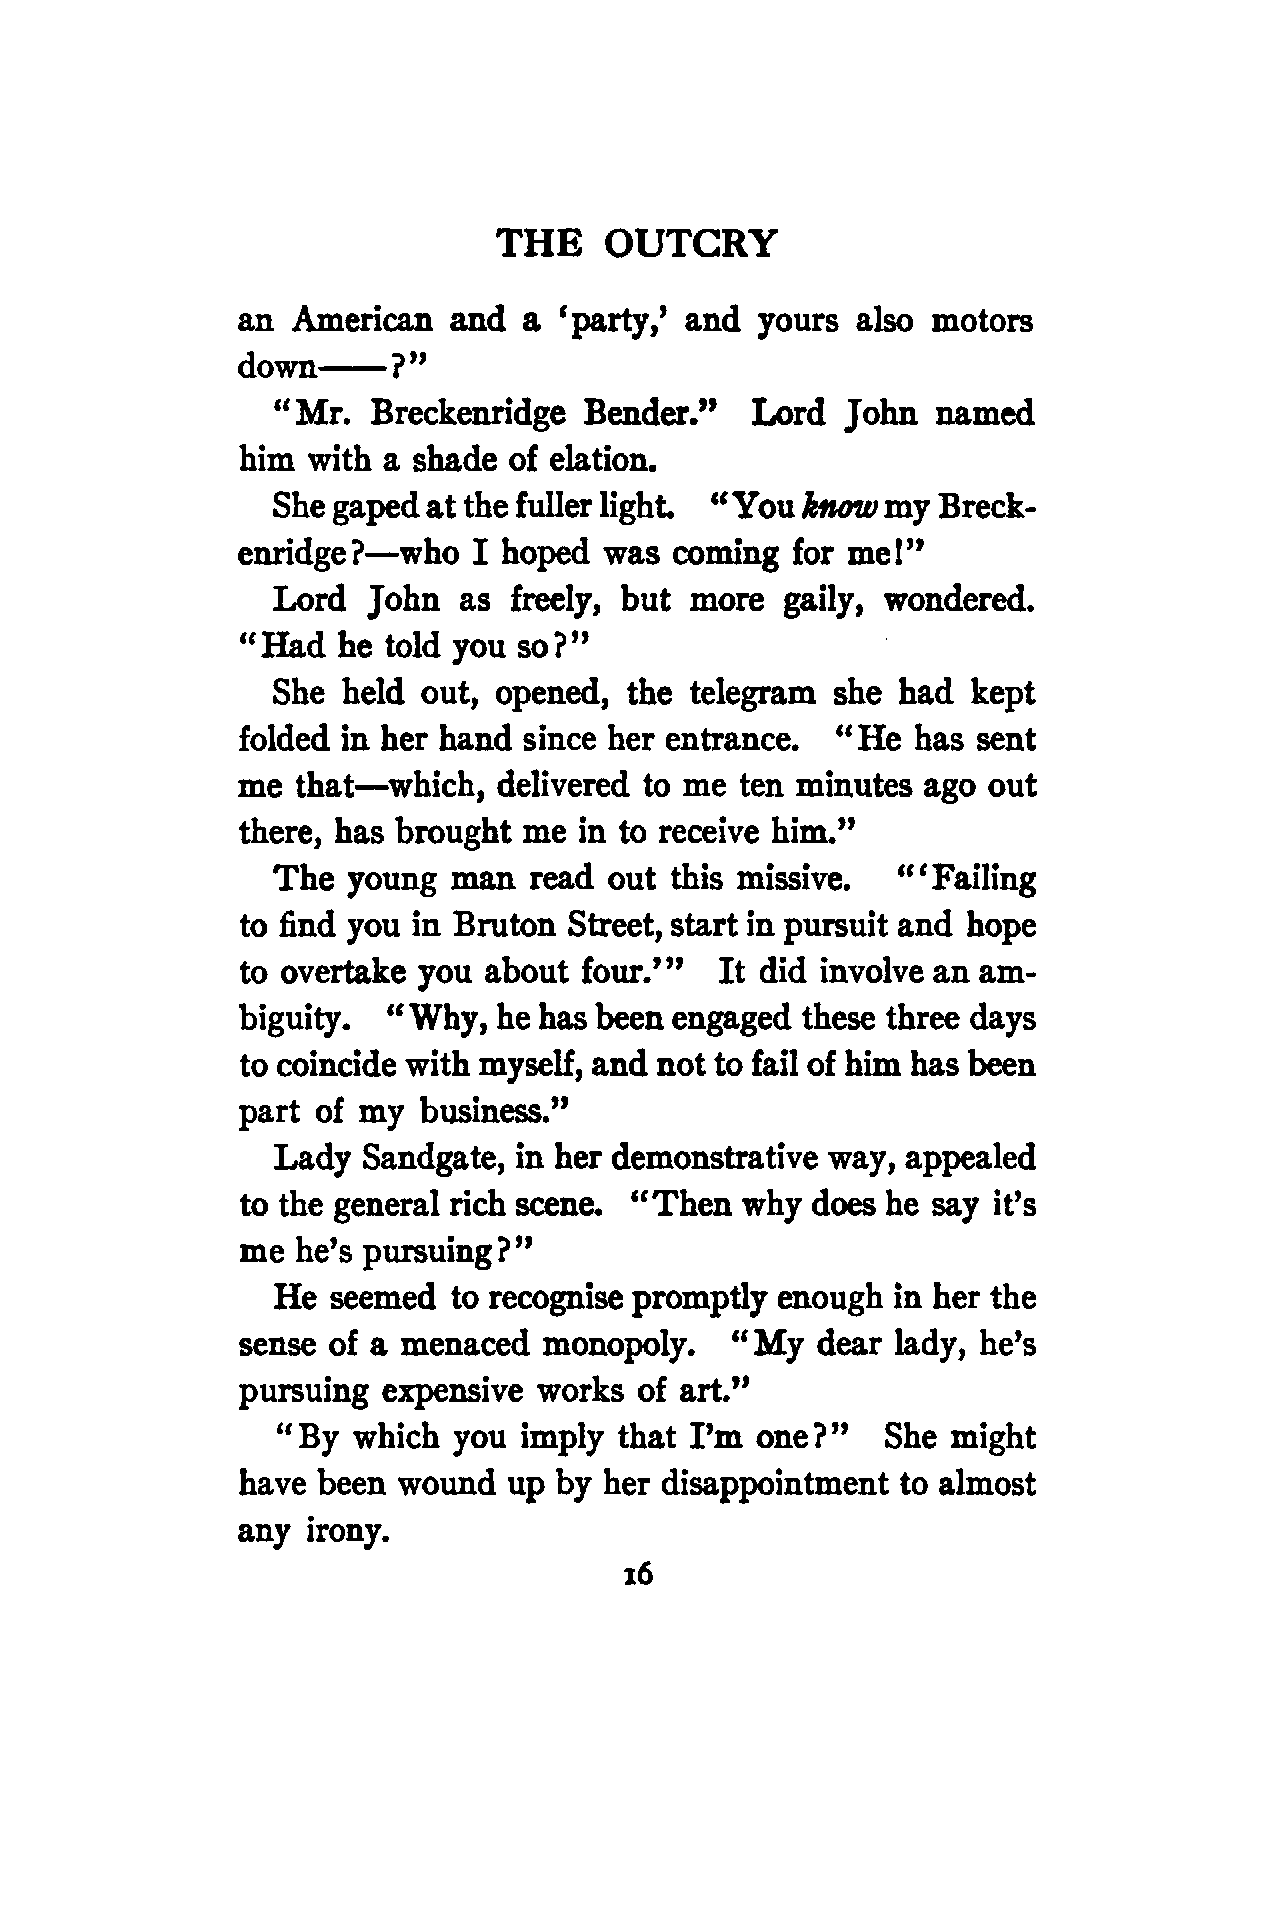 THE OUTCRY
an American and a ‘party,’ and yours also motors
down——?”
“Mr. Breckenridge Bender.” Lord John named
him with a shade of elation.
She gaped at the fuller light. “You know my Breck-
enridge?—who I hoped was coming for me!”
Lord John as freely, but more gaily, wondered.
“Had he told you so?”
She held out, opened, the telegram she had kept
folded in her hand since her entrance. “He has sent
me that—which, delivered to me ten minutes ago out
there, has brought me in to receive him.”
The young man read out this missive. “‘Failing
to find you in Bruton Street, start in pursuit and hope
to overtake you about four.’” It did involve an am-
biguity. “Why, he has been engaged these three days
to coincide with myself, and not to fail of him has been
part of my business.”
Lady Sandgate, in her demonstrative way, appealed
to the general rich scene. “Then why does he say it’s
me he’s pursuing?”
He seemed to recognise promptly enough in her the
sense of a menaced monopoly. “My dear lady, he’s
pursuing expensive works of art.”
“By which you imply that I’m one?” She might
have been wound up by her disappointment to almost
any irony.
16